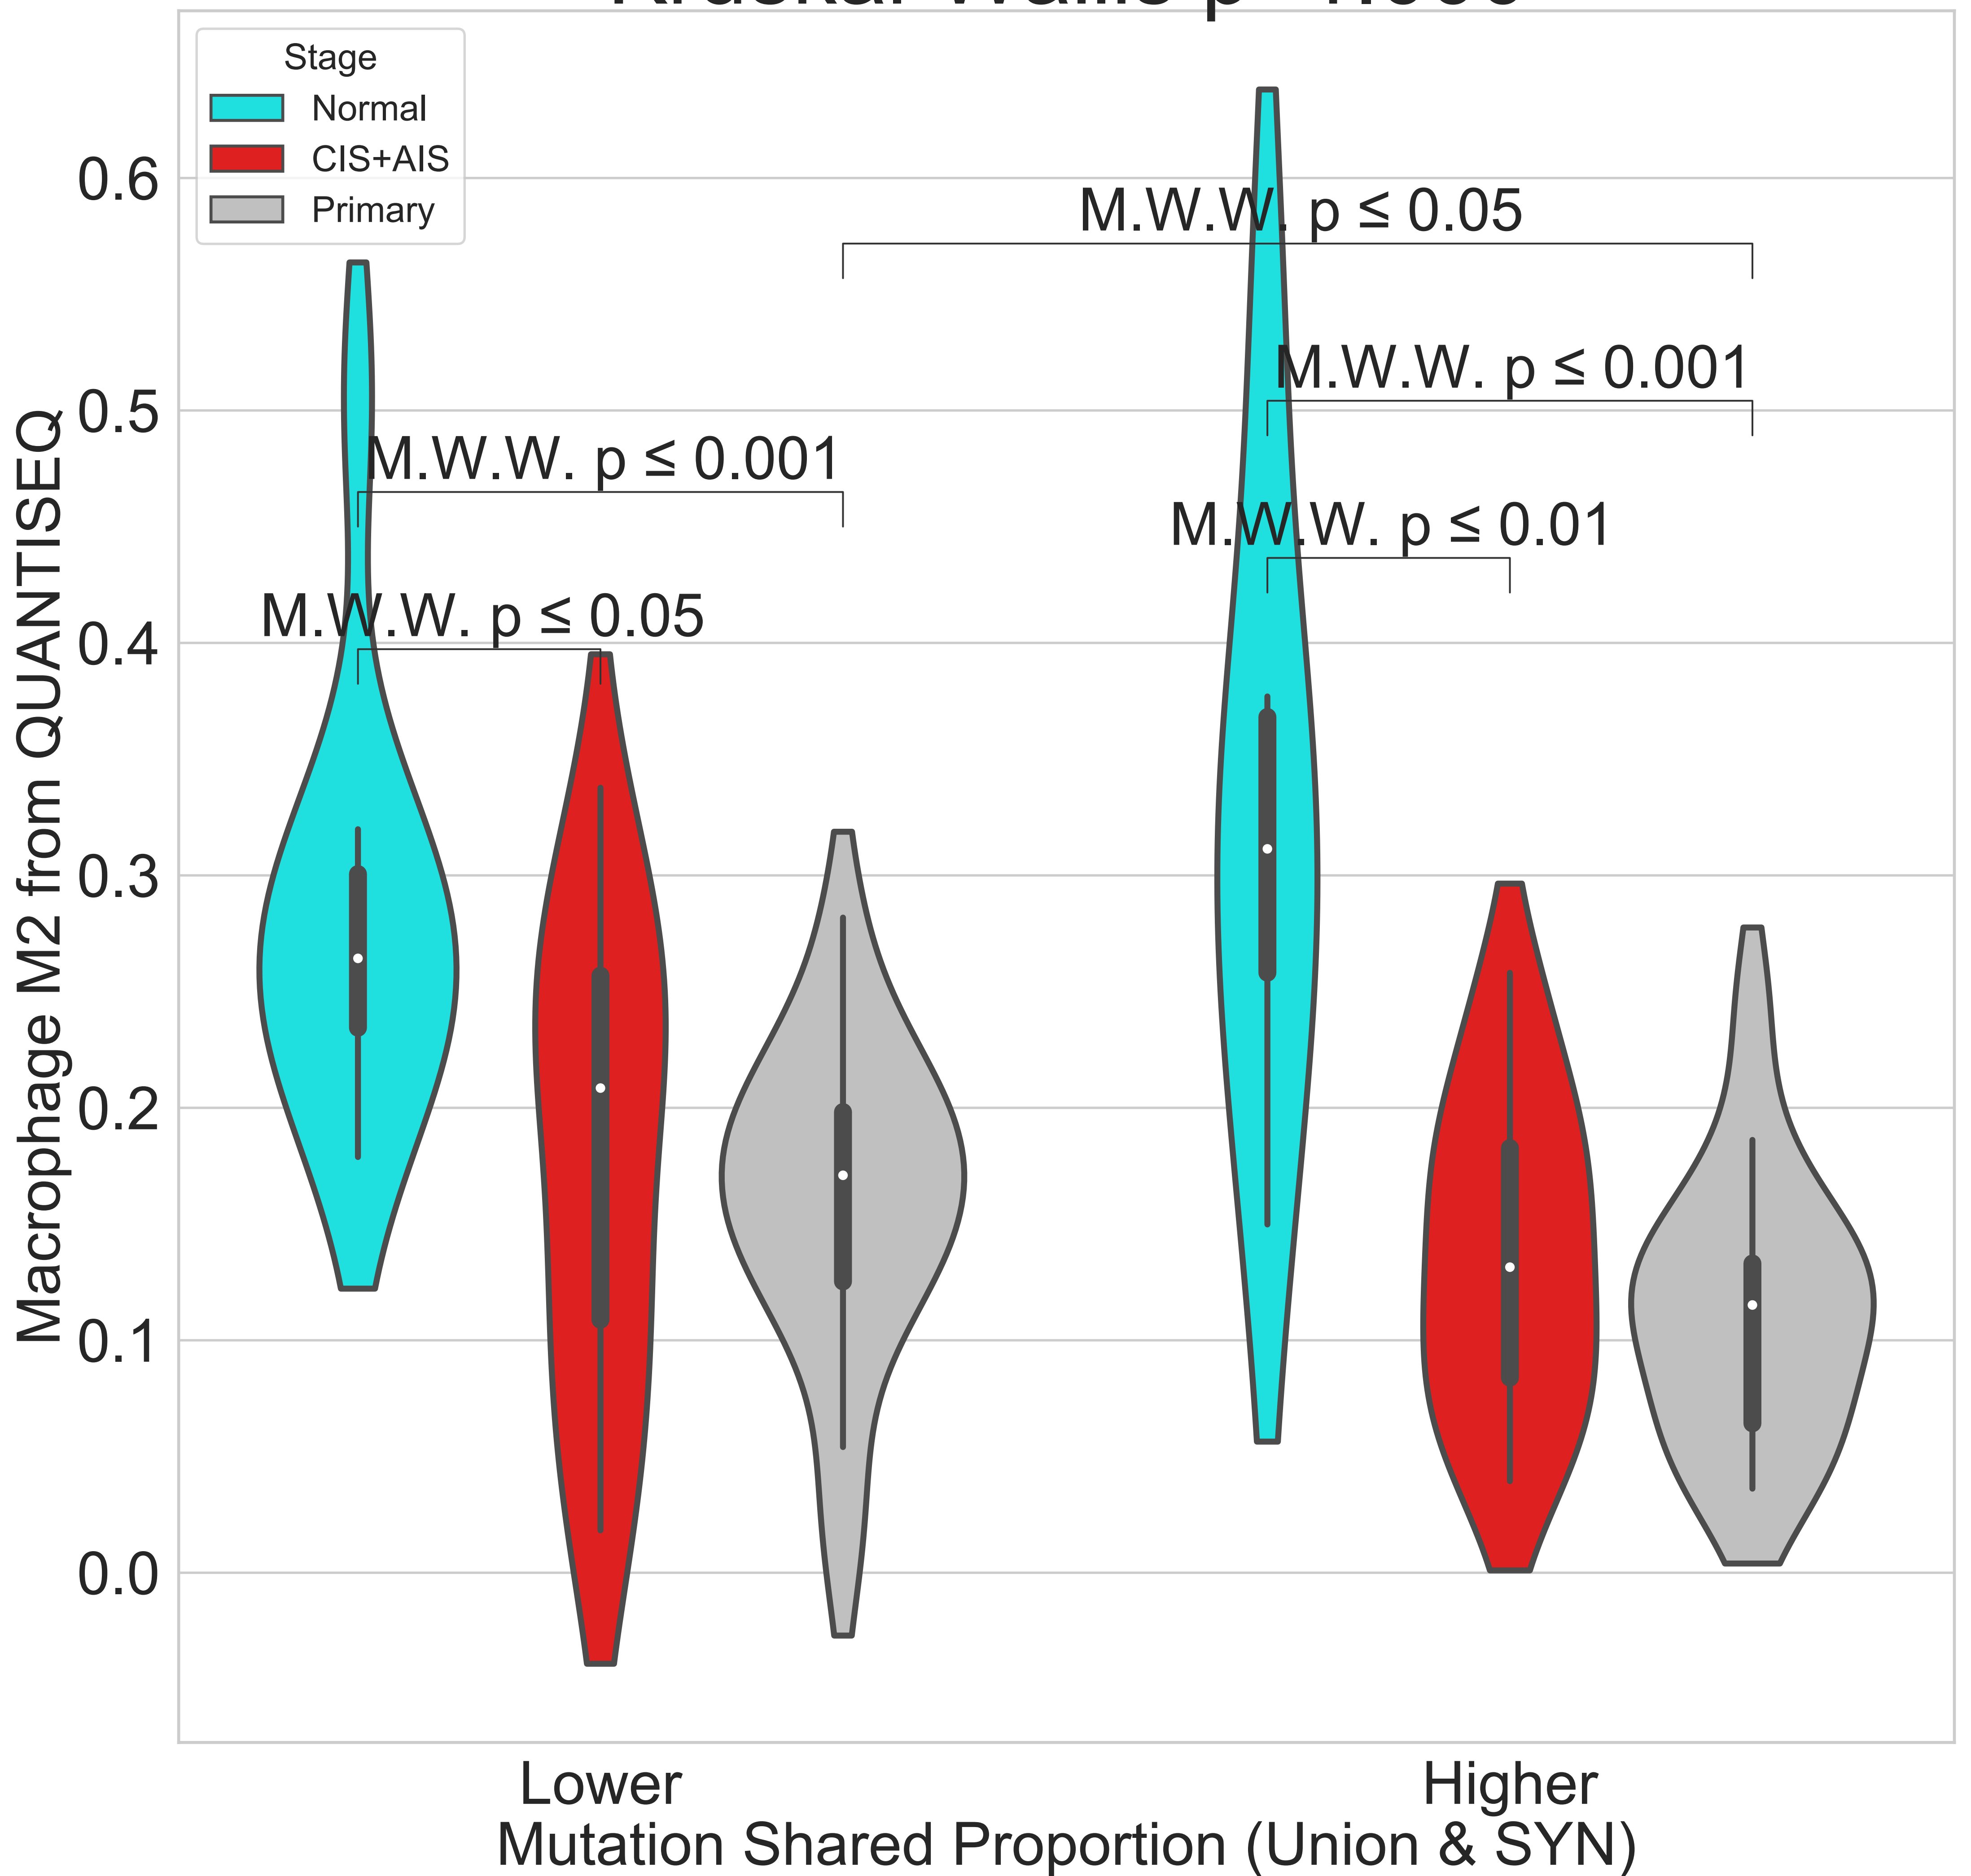 Stage
Normal
CIS+AIS
Primary
M.W.W. p ≤ 0.05
M.W.W. p ≤ 0.001
M.W.W. p ≤ 0.001
M.W.W. p ≤ 0.01
M.W.W. p ≤ 0.05
0.6
0.5
0.4
0.3
0.2
0.1
0.0
Macrophage M2 from QUANTISEQ
Lower
Higher
Mutation Shared Proportion (Union & SYN)